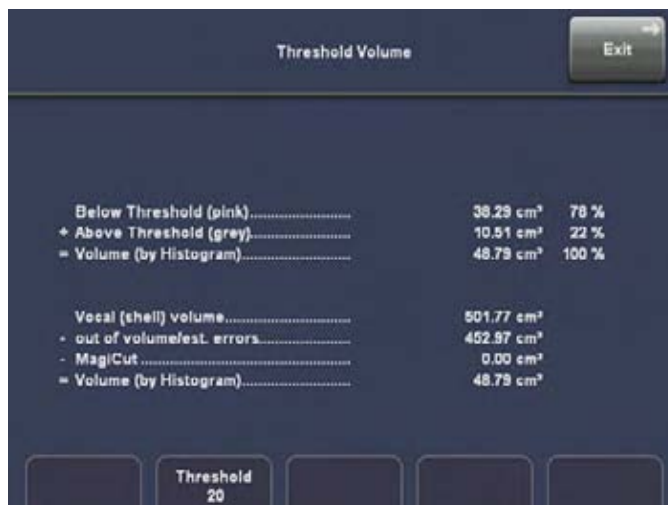 Threshold Volume
Exit
Below Threshold (pink)........................ 38.29 cm³ 78 %
+ Above Threshold (grey)........................ 10.51 cm³ 22 %
= Volume (by Histogram)........................ 48.79 cm³ 100 %
Vocal (shell) volume........................ 501.77 cm³
- out of volume/est. errors........................ 452.97 cm³
- MagiCut........................ 0.00 cm³
= Volume (by Histogram)........................ 48.79 cm³
Threshold
20